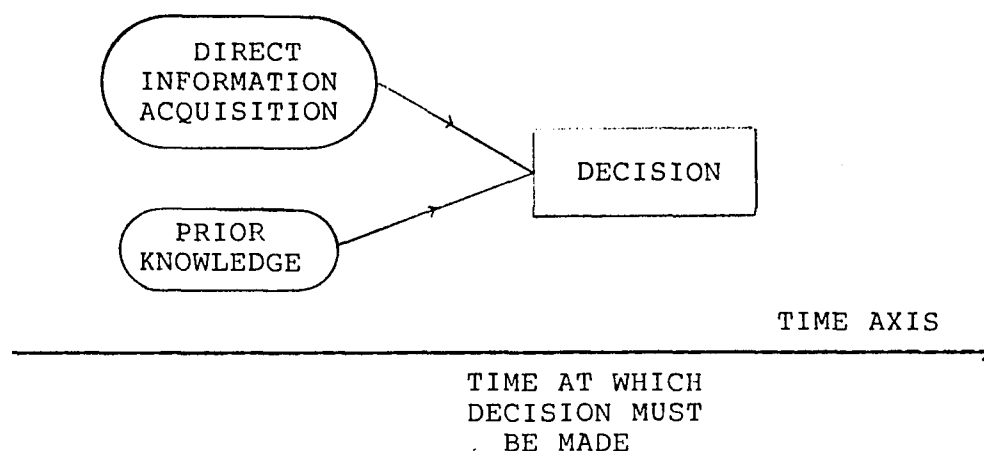 DIRECT
INFORMATION
ACQUISITION
DECISION
PRIOR
KNOWLEDGE
TIME AXIS
TIME AT WHICH
DECISION MUST
BE MADE